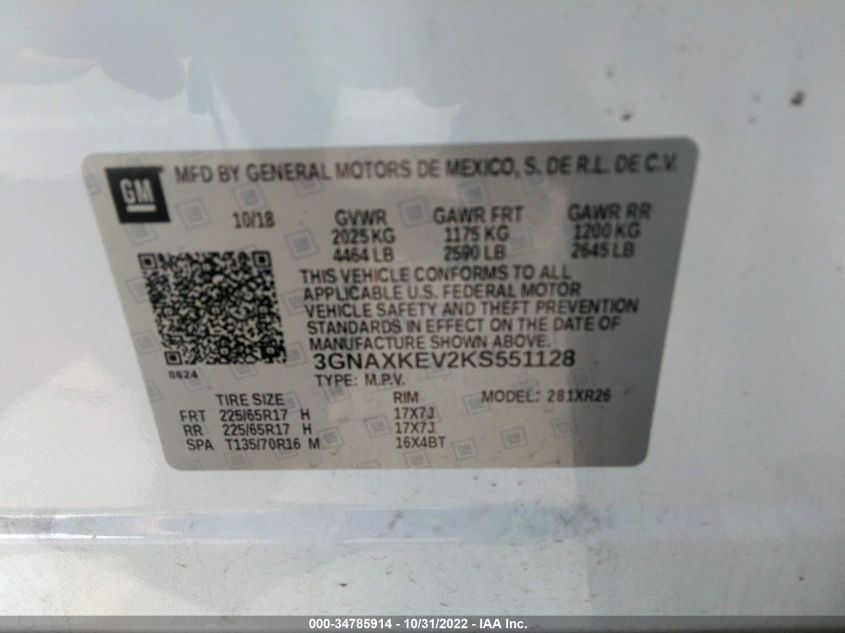 GM
MFD BY GENERAL MOTORS DE MEXICO, S. DE R.L. DE C.V.
10/18 GVWR GAWR FRT GAWR RR
2025 KG 1175 KG 1200 KG
4464 LB 2590 LB 2645 LB
THIS VEHICLE CONFORMS TO ALL
APPLICABLE U.S. FEDERAL MOTOR
VEHICLE SAFETY AND THEFT PREVENTION
STANDARDS IN EFFECT ON THE DATE OF
MANUFACTURE SHOWN ABOVE.
8624
3GNAXKEV2KS551128
TYPE: M.P.V.
TIRE SIZE RIM MODEL: 281XR26
FRT 225/65R17 H 17X7J
RR 225/65R17 H 17X7J
SPA T135/70R16 M 16X4BT
000-34785914 - 10/31/2022 - IAA Inc.